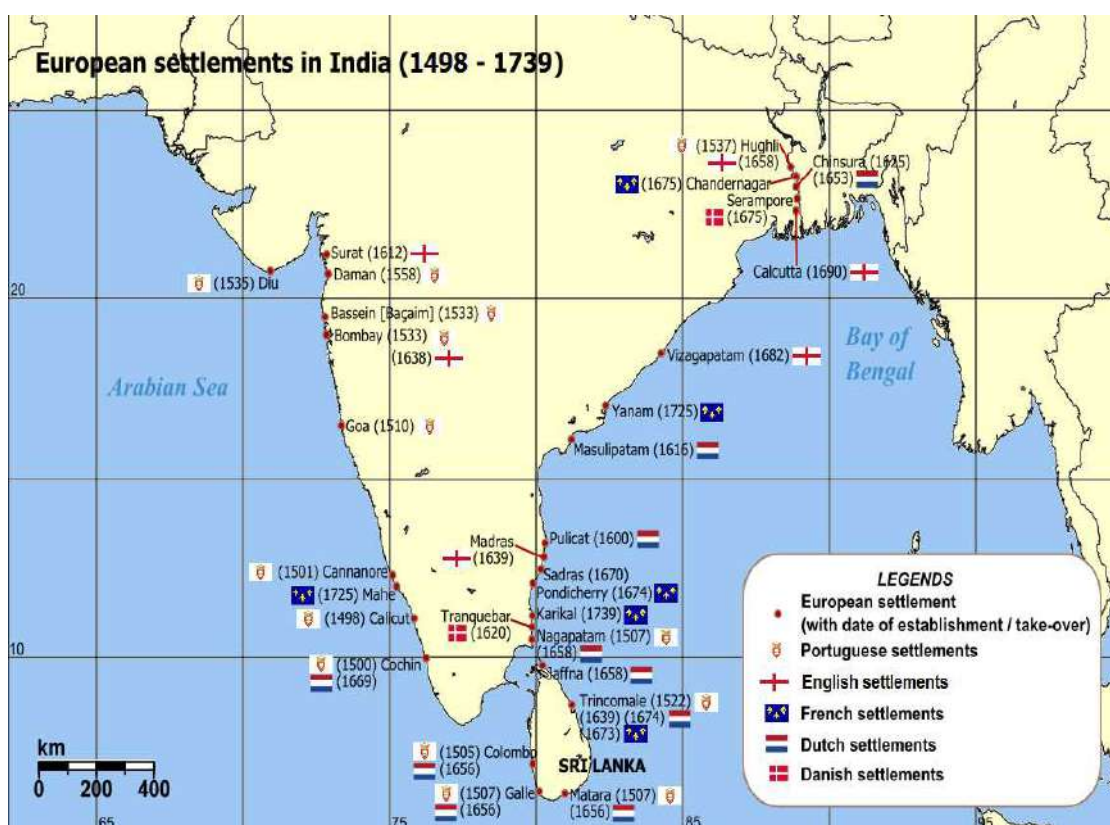 European settlements in India (1498 - 1739)
(1537) Hughli
(1658)
Chinsura (1625)
(1653)
(1675) Chandernagar
Serampore
(1675)
Calcutta (1690)
Surat (1612)
(1535) Diu
Daman (1558)
20
Bassein [Baçaim] (1533)
Bombay (1533)
(1638)
Vizagapatam (1682)
Bay of
Bengal
Arabian Sea
Yanam (1725)
Goa (1510)
Masulipatam (1616)
Pulicat (1600)
Madras
(1639)
Sadras (1670)
(1501) Cannanore
(1725) Mahe
Pondicherry (1674)
(1498) Calicut
Tranquebar
(1620)
Karikal (1739)
Nagapatam (1507)
(1658)
10
(1500) Cochin
(1669)
Jaffna (1658)
Trincomale (1522)
(1639) (1674)
(1673)
(1505) Colombo
(1656)
SRI LANKA
(1507) Galle
(1656)
Matara (1507)
(1656)
km
0
200
400
65
75
85
95
LEGENDS
European settlement
(with date of establishment / take-over)
Portuguese settlements
English settlements
French settlements
Dutch settlements
Danish settlements